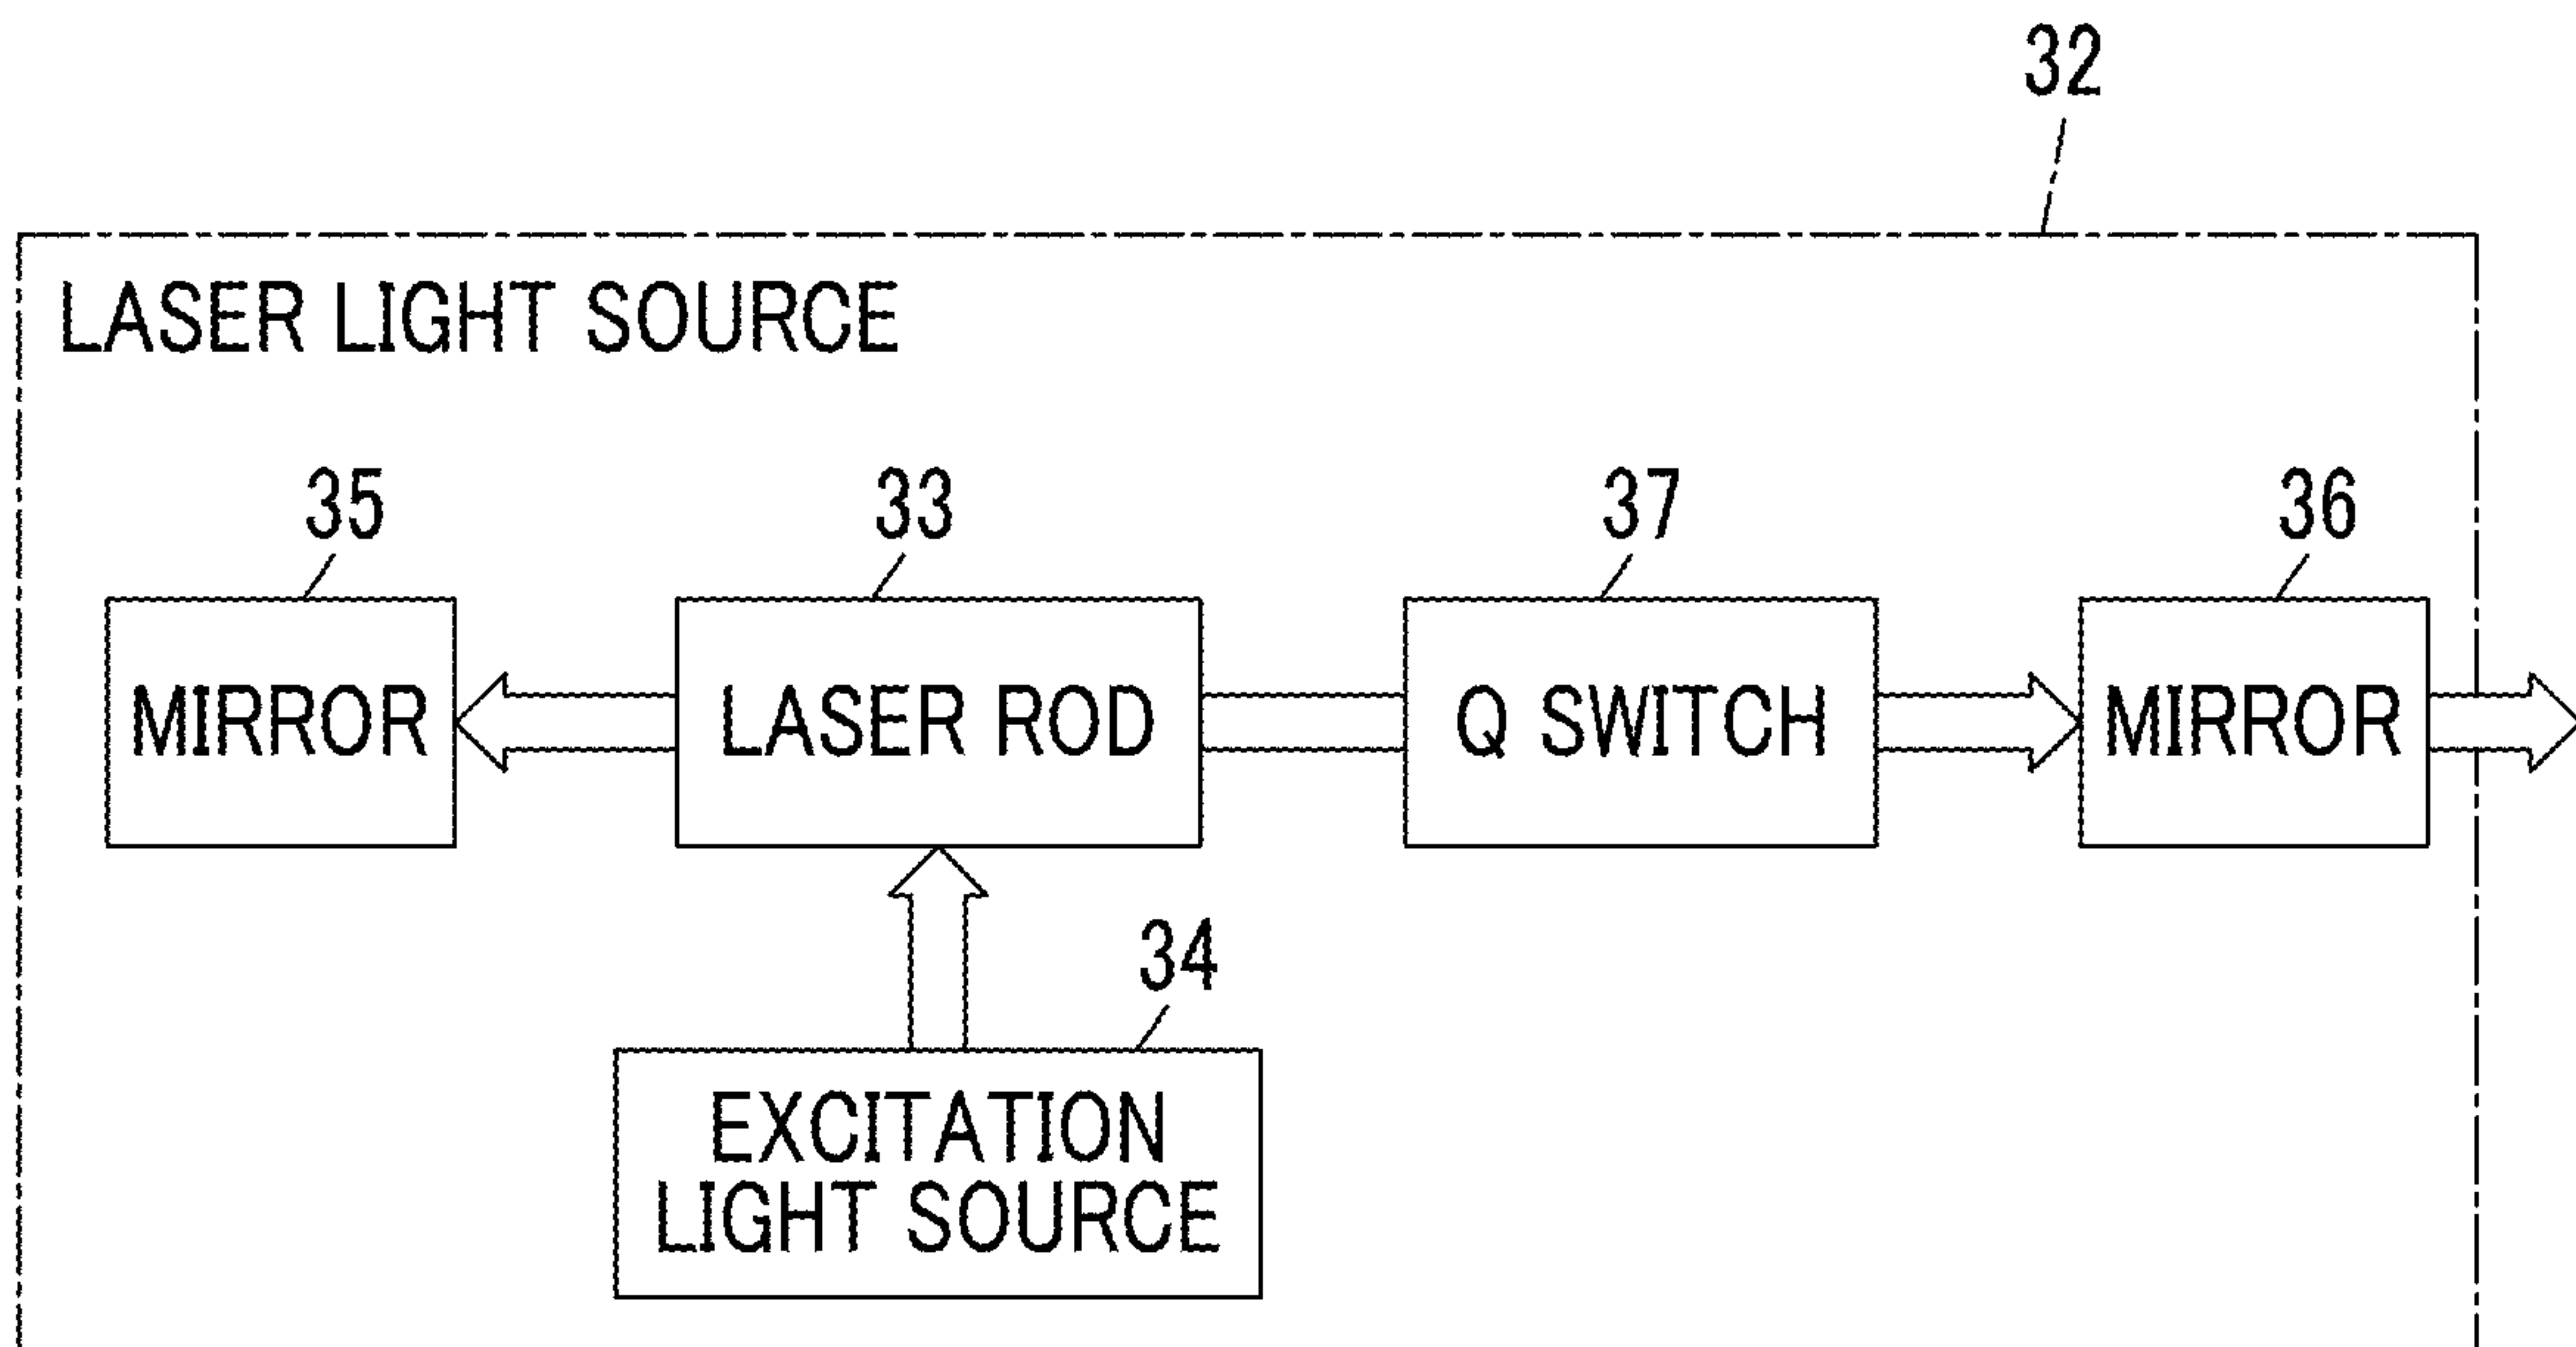 32
LASER LIGHT SOURCE
35
33
37
36
MIRROR
LASER ROD
Q SWITCH
MIRROR
34
EXCITATION
LIGHT SOURCE